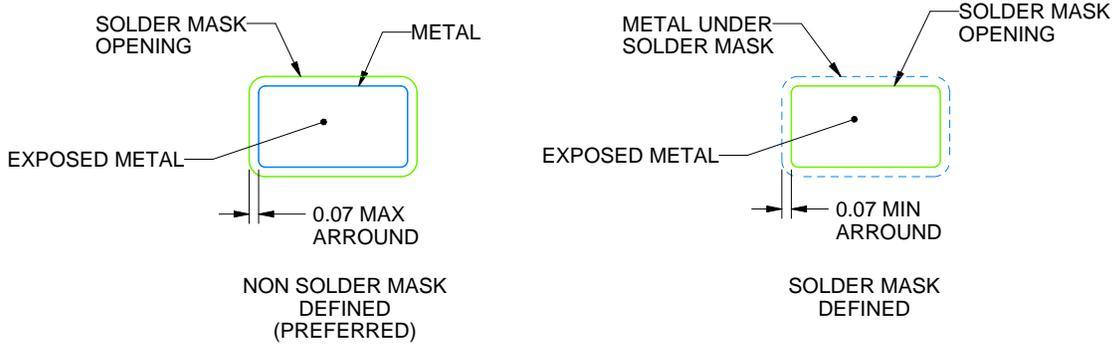 SOLDER MASK
OPENING
METAL
EXPOSED METAL
0.07 MAX
ARROUND
NON SOLDER MASK
DEFINED
(PREFERRED)
METAL UNDER
SOLDER MASK
SOLDER MASK
OPENING
EXPOSED METAL
0.07 MIN
ARROUND
SOLDER MASK
DEFINED